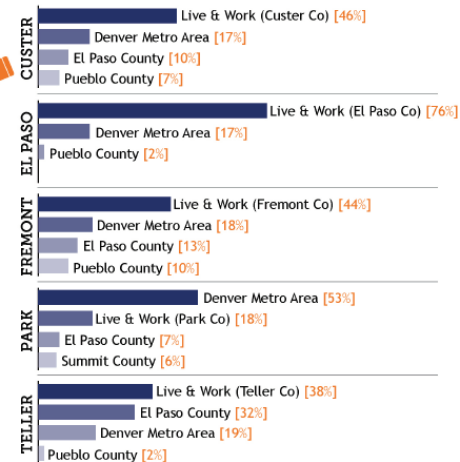 CUSTER
Live & Work (Custer Co) [46%]
Denver Metro Area [17%]
El Paso County [10%]
Pueblo County [7%]
EL PASO
Live & Work (El Paso Co) [76%]
Denver Metro Area [17%]
Pueblo County [2%]
FREMONT
Live & Work (Fremont Co) [44%]
Denver Metro Area [18%]
El Paso County [13%]
Pueblo County [10%]
PARK
Denver Metro Area [53%]
Live & Work (Park Co) [18%]
El Paso County [7%]
Summit County [6%]
TELLER
Live & Work (Teller Co) [38%]
El Paso County [32%]
Denver Metro Area [19%]
Pueblo County [2%]